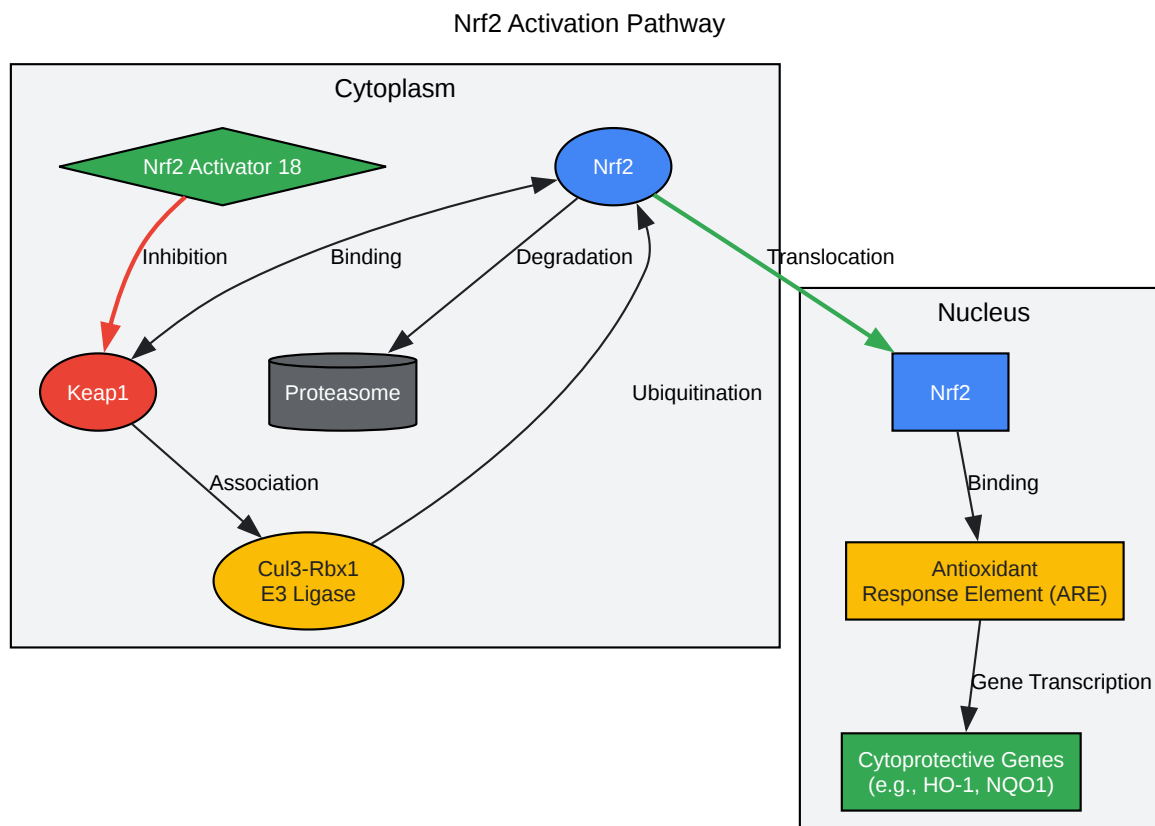 Nrf2 Activation Pathway
Cytoplasm
Nrf2 Activator 18
Nrf2
Inhibition
Binding
Degradation
Translocation
Nucleus
Keap1
Proteasome
Ubiquitination
Nrf2
Association
Binding
Cul3-Rbx1
E3 Ligase
Antioxidant
Response Element (ARE)
Gene Transcription
Cytoprotective Genes
(e.g., HO-1, NQO1)